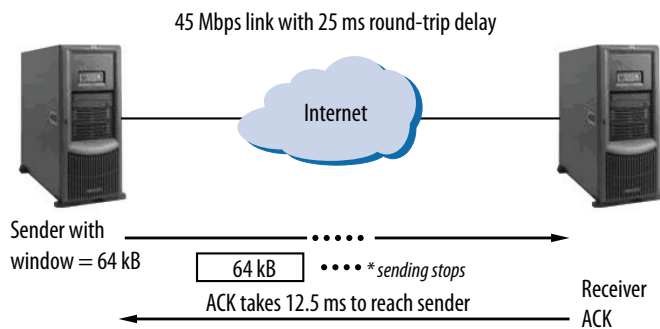 45 Mbps link with 25 ms round-trip delay
Internet
Sender with
window = 64 kB
64 kB
* sending stops
ACK takes 12.5 ms to reach sender
Receiver
ACK